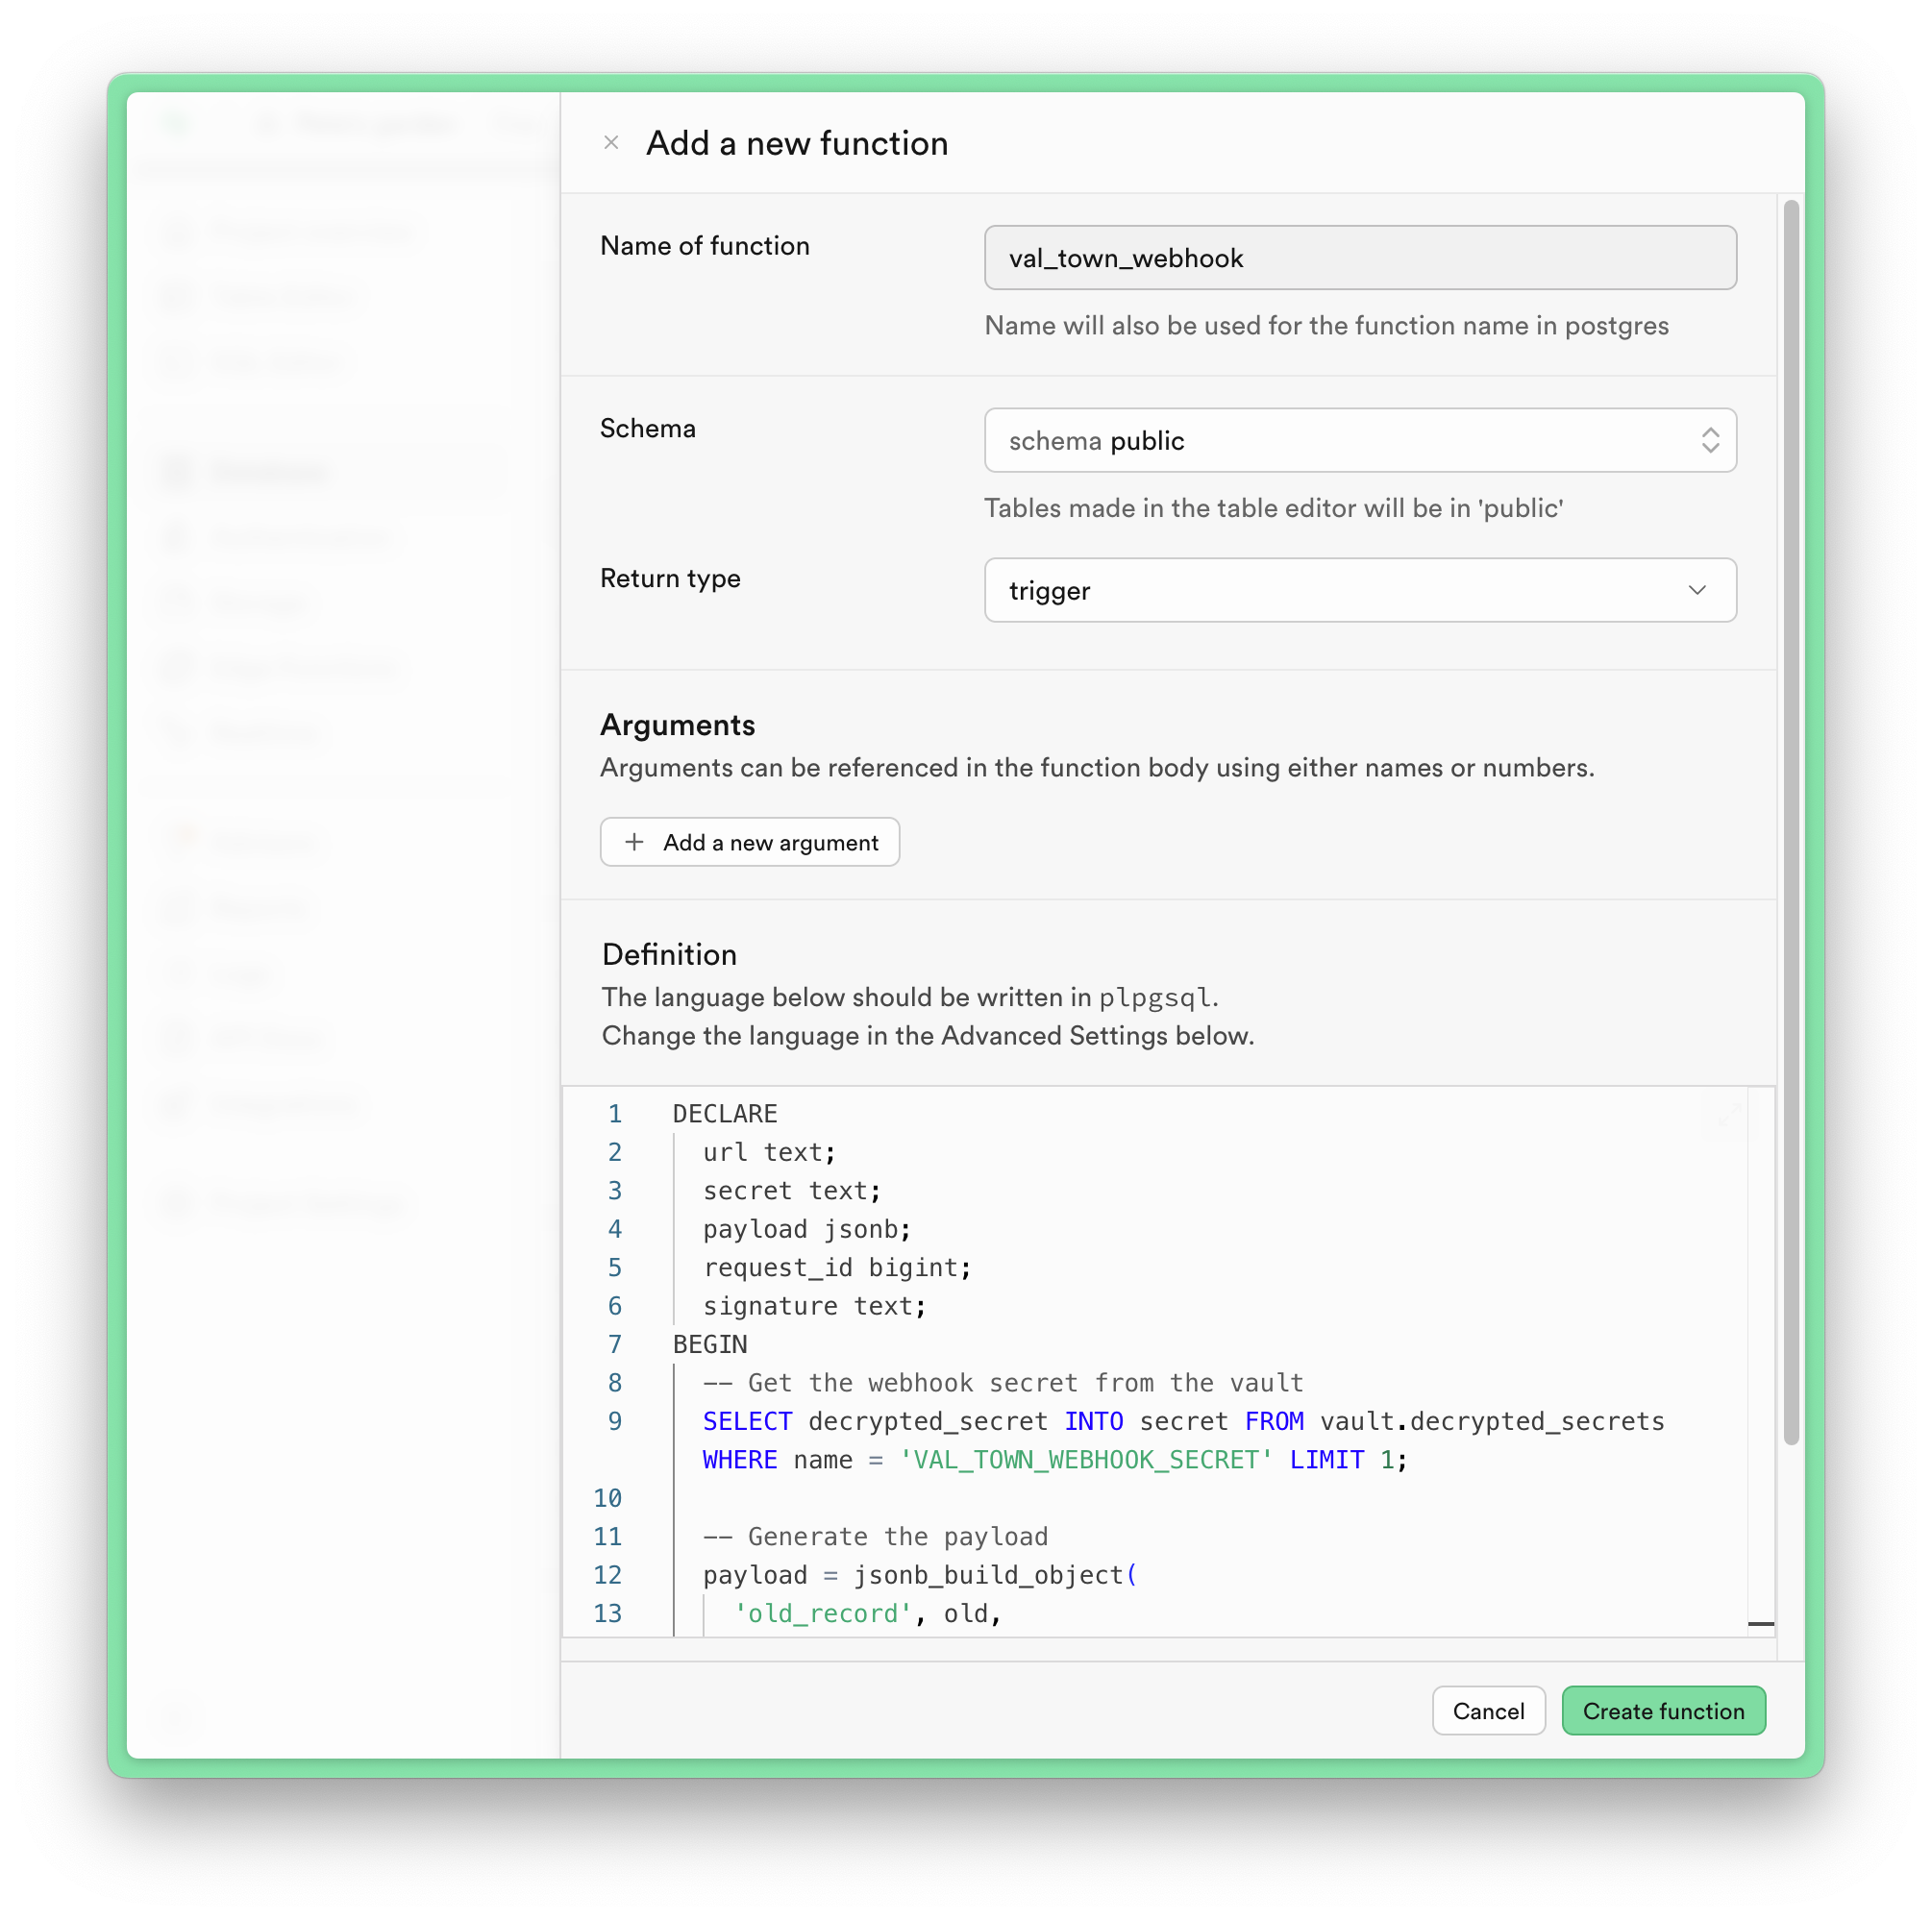 Add a new function
Name of function
val_town_webhook
Name will also be used for the function name in postgres
Schema
schema public
Tables made in the table editor will be in 'public'
Return type
trigger
Arguments
Arguments can be referenced in the function body using either names or numbers.
Add a new argument
Definition
The language below should be written in plpgsql.
Change the language in the Advanced Settings below.
1 DECLARE
2 url text;
3 secret text;
4 payload jsonb;
5 request_id bigint;
6 signature text;
7 BEGIN
8 -- Get the webhook secret from the vault
9 SELECT decrypted_secret INTO secret FROM vault.decrypted_secrets
WHERE name = 'VAL_TOWN_WEBHOOK_SECRET' LIMIT 1;
10
11 -- Generate the payload
12 payload = jsonb_build_object(
13 'old_record', old,
Cancel
Create function